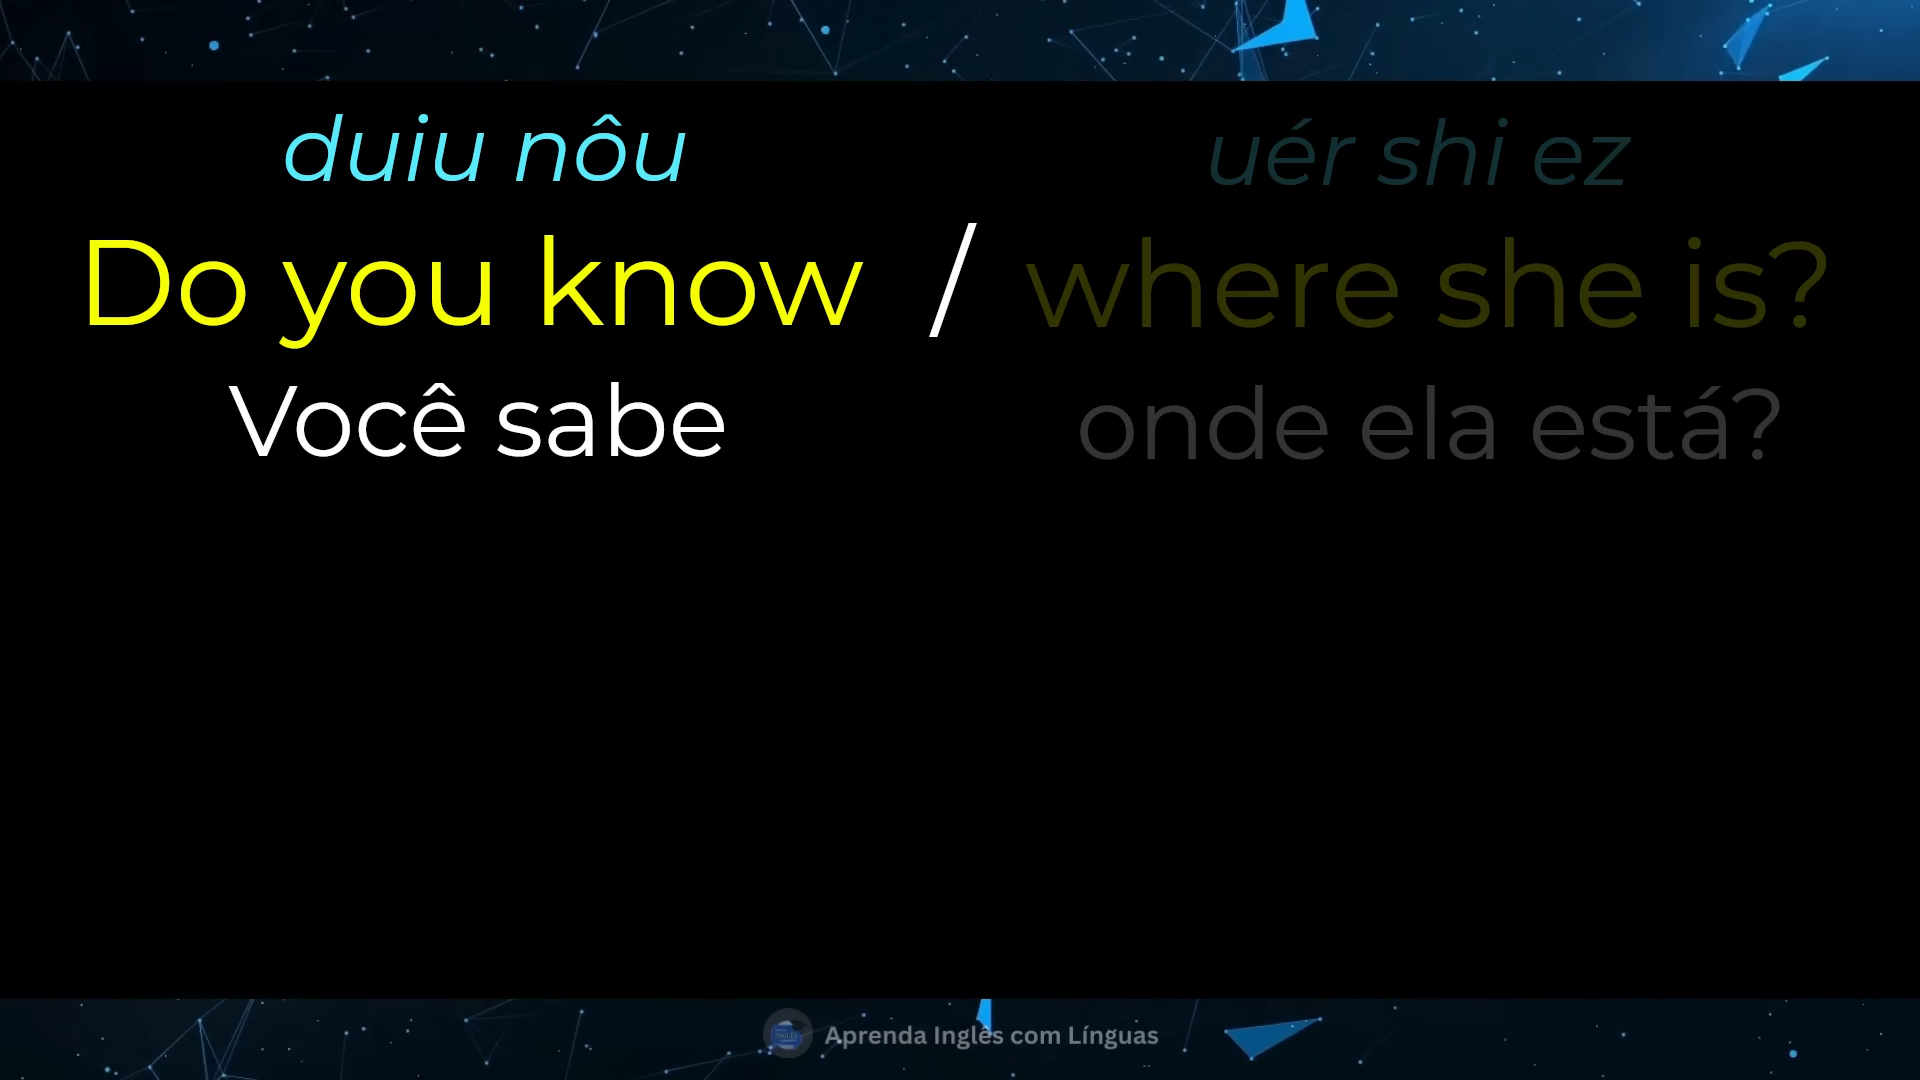 duiu nôu uér shi ez
Do you know / where she is?
Você sabe onde ela está?
Aprenda Inglês com Línguas